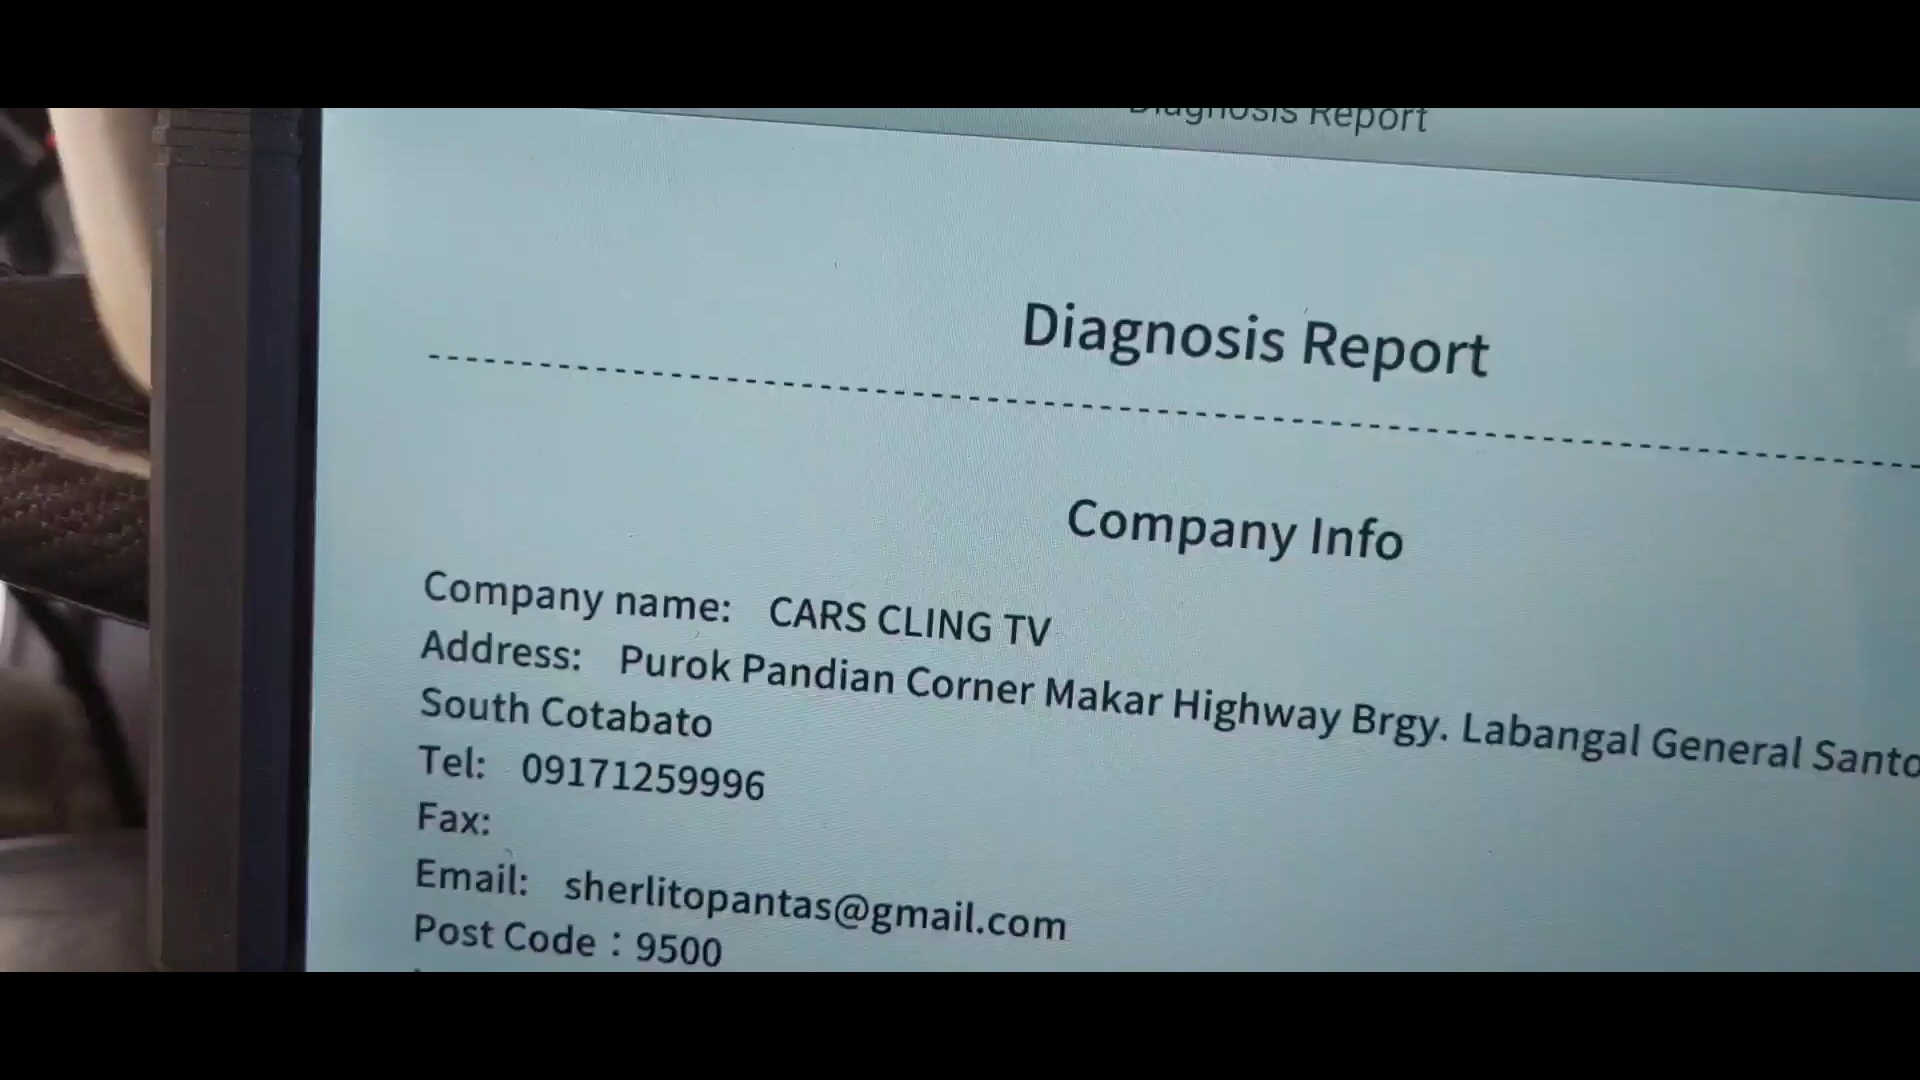 Diagnosis Report
Diagnosis Report
Company Info
Company name: CARS CLING TV
Address: Purok Pandian Corner Makar Highway Brgy. Labangal General Santo
South Cotabato
Tel: 09171259996
Fax:
Email: sherlitopantas@gmail.com
Post Code : 9500